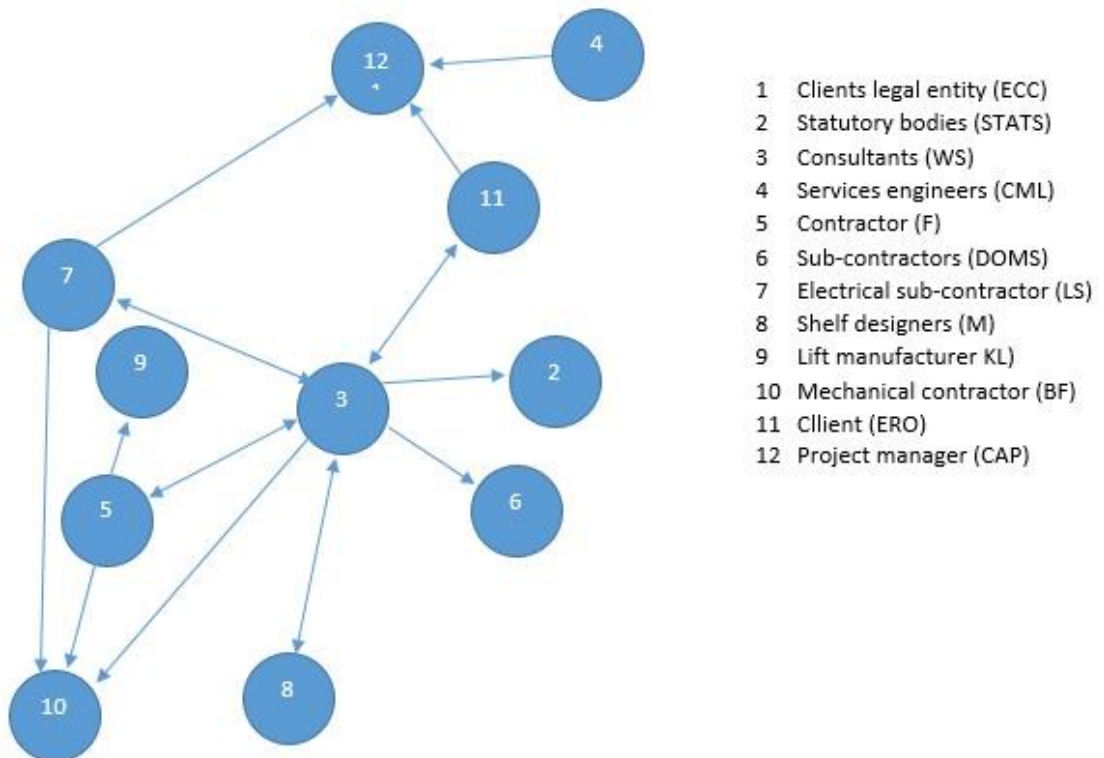 4
12
11
7
9
3
2
5
6
10
8
1 Clients legal entity (ECC)
2 Statutory bodies (STATS)
3 Consultants (WS)
4 Services engineers (CML)
5 Contractor (F)
6 Sub-contractors (DOMS)
7 Electrical sub-contractor (LS)
8 Shelf designers (M)
9 Lift manufacturer KL)
10 Mechanical contractor (BF)
11 Cllient (ERO)
12 Project manager (CAP)